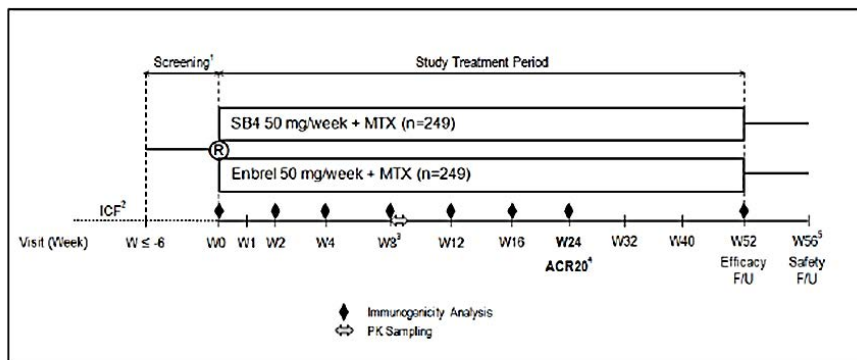 Screening¹ Study Treatment Period
SB4 50 mg/week + MTX (n=249)
R
Enbrel 50 mg/week + MTX (n=249)
ICF²
Visit (Week) W ≤ -6 W0 W1 W2 W4 W8³ W12 W16 W24 W32 W40 W52 W56⁵
ACR20⁴ Efficacy Safety
F/U F/U
Immunogenicity Analysis
PK Sampling